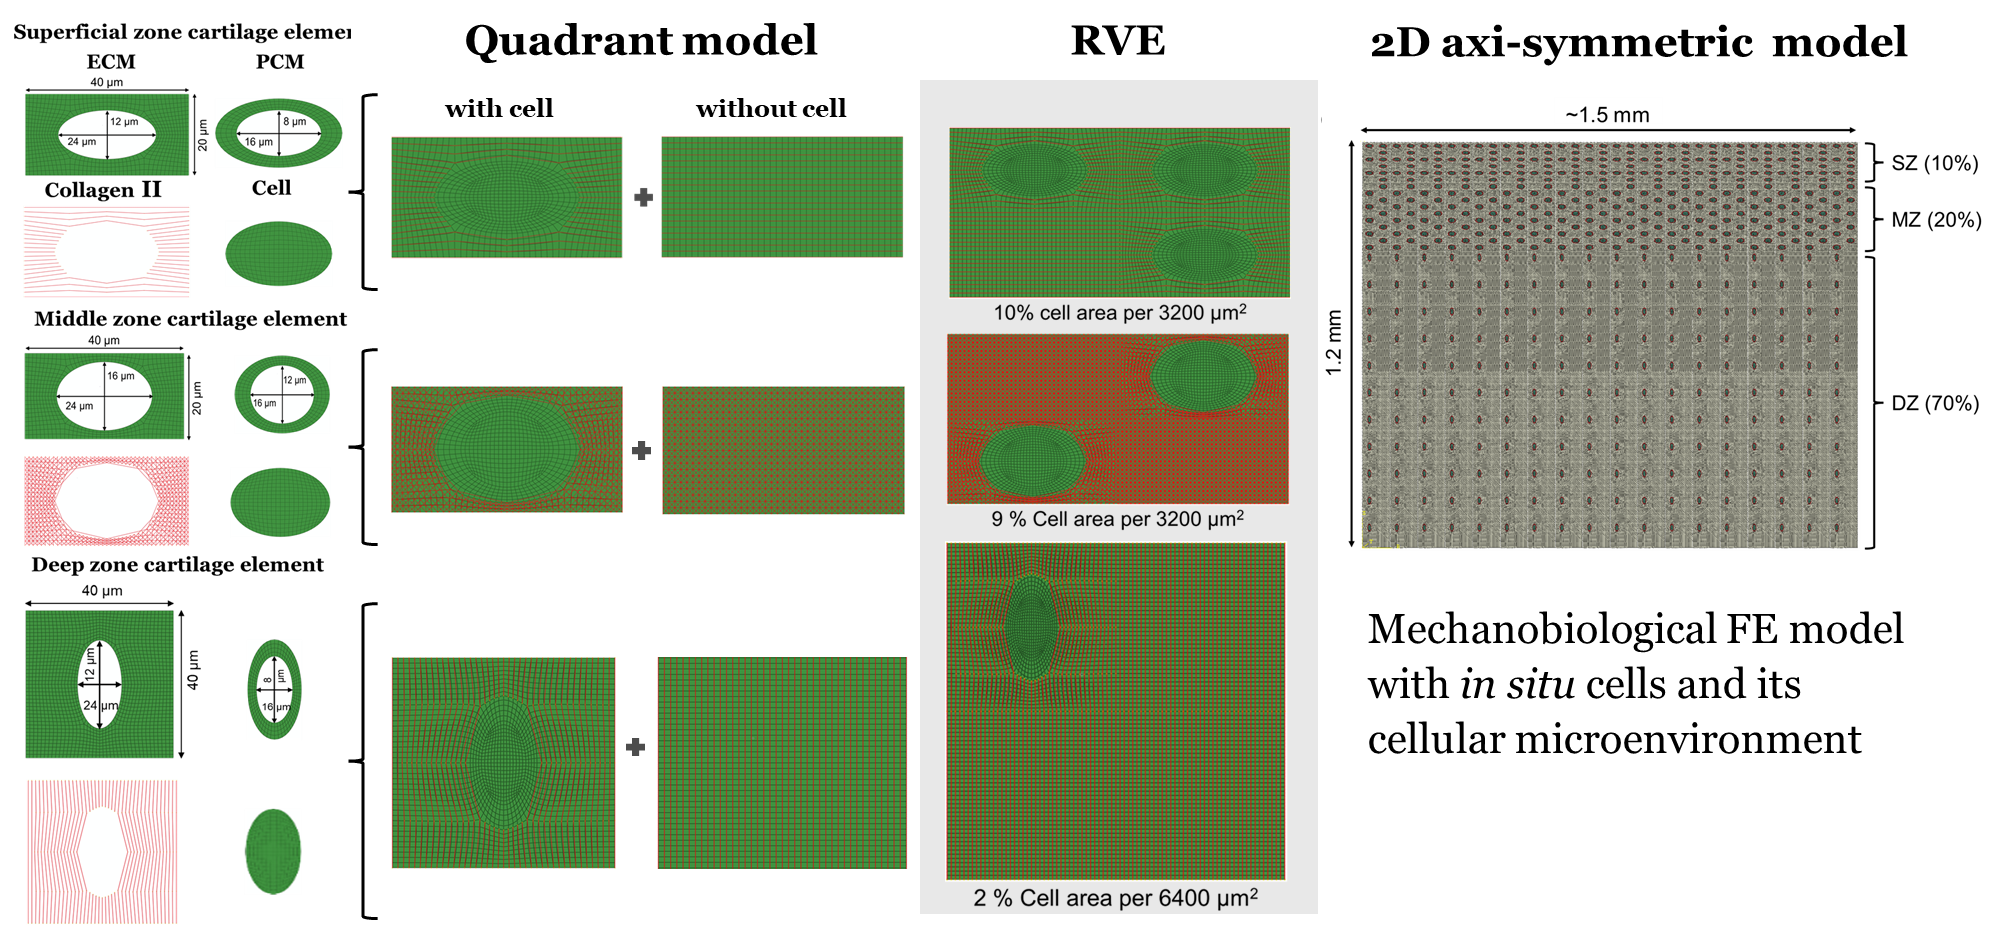 Superficial zone cartilage elemen
ECM
PCM
40 µm
12 µm
24 µm
20 µm
8 µm
16 µm
Collagen II
Cell
Middle zone cartilage element
40 µm
16 µm
24 µm
20 µm
12 µm
16 µm
Deep zone cartilage element
40 µm
12 µm
24 µm
40 µm
8 µm
16 µm
Quadrant model
with cell
without cell
RVE
10% cell area per 3200 µm²
9 % Cell area per 3200 µm²
2 % Cell area per 6400 µm²
2D axi-symmetric model
~1.5 mm
1.2 mm
SZ (10%)
MZ (20%)
DZ (70%)
Mechanobiological FE model
with in situ cells and its
cellular microenvironment